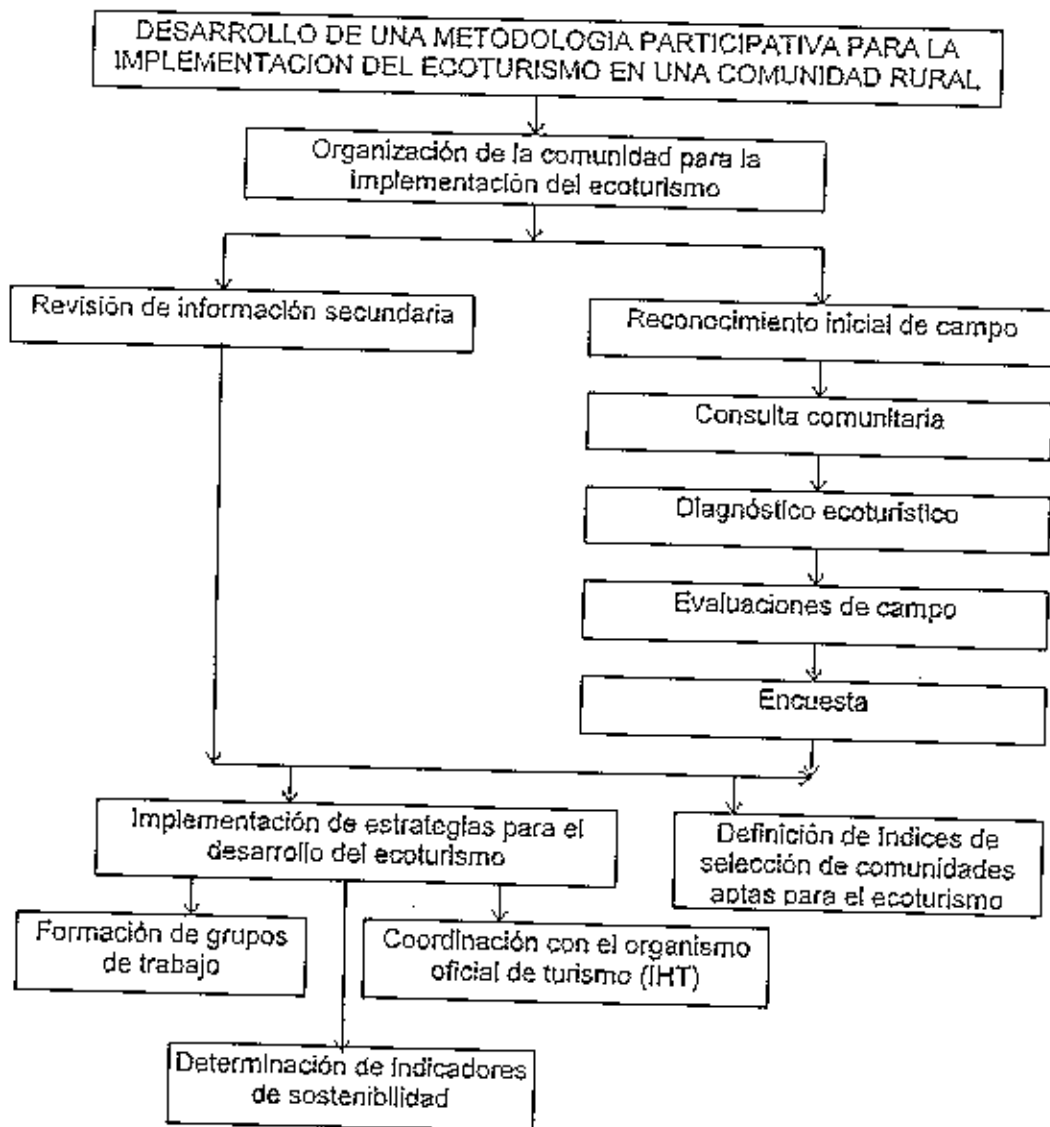 DESARROLLO DE UNA METODOLOGIA PARTICIPATIVA PARA LA
IMPLEMENTACION DEL ECOTURISMO EN UNA COMUNIDAD RURAL
Organización de la comunidad para la
implementación del ecoturismo
Revisión de información secundaria
Reconocimiento inicial de campo
Consulta comunitaria
Diagnóstico ecoturístico
Evaluaciones de campo
Encuesta
Implementación de estrategias para el
desarrollo del ecoturismo
Definición de índices de
selección de comunidades
aptas para el ecoturismo
Formación de grupos
de trabajo
Coordinación con el organismo
oficial de turismo (IHT)
Determinación de indicadores
de sostenibilidad